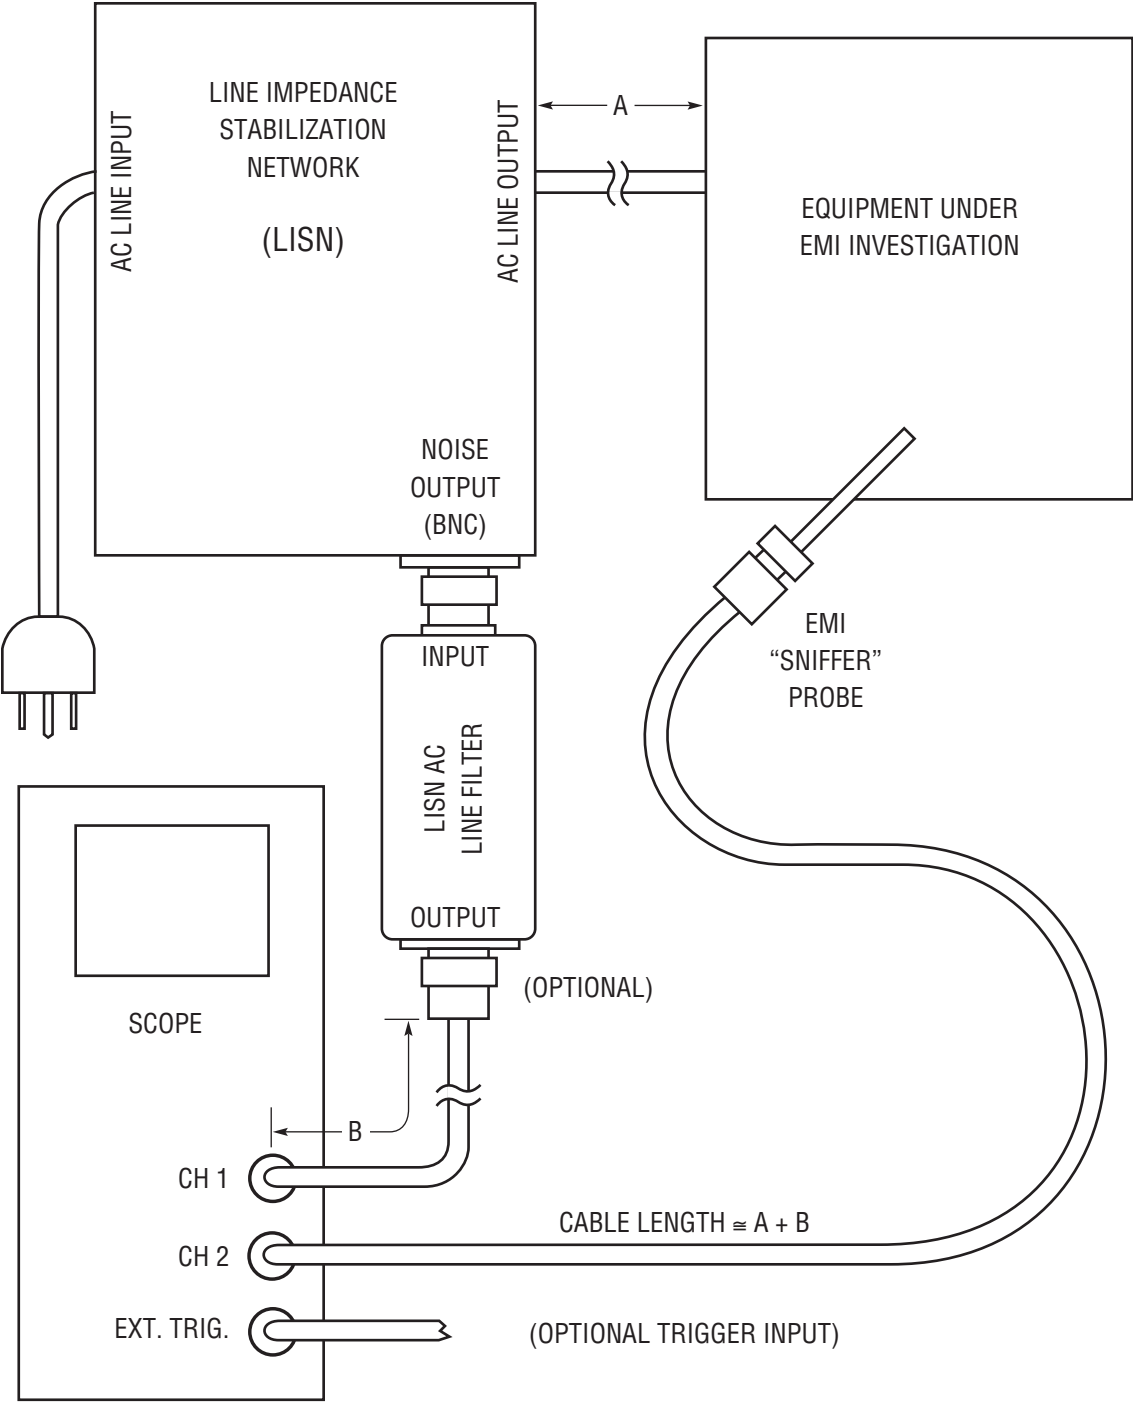 LINE IMPEDANCE
STABILIZATION
NETWORK
(LISN)
AC LINE INPUT
AC LINE OUTPUT
A
EQUIPMENT UNDER
EMI INVESTIGATION
NOISE
OUTPUT
(BNC)
INPUT
LISN AC
LINE FILTER
OUTPUT
(OPTIONAL)
EMI
“SNIFFER”
PROBE
SCOPE
B
CH 1
CH 2
EXT. TRIG.
CABLE LENGTH ≅ A + B
(OPTIONAL TRIGGER INPUT)